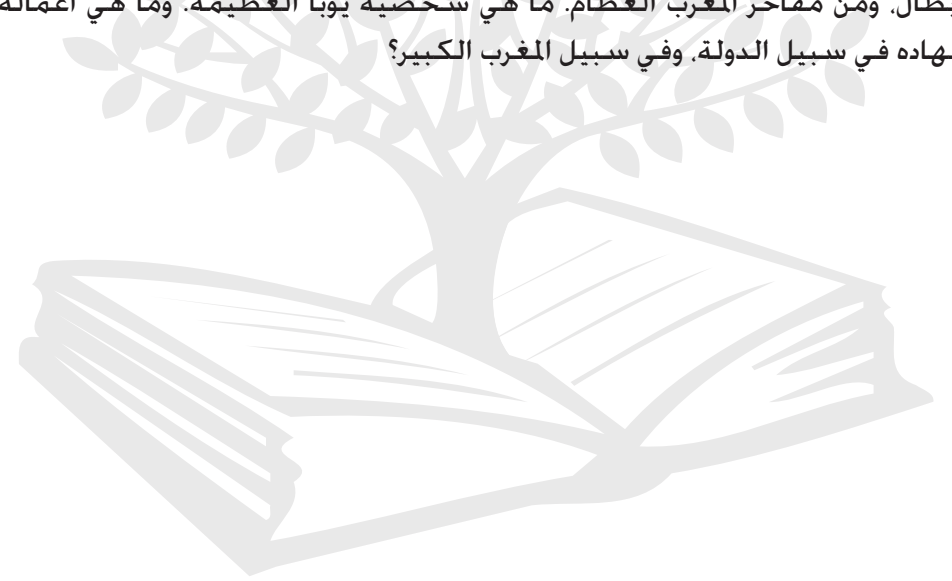 بطال، ومن مفاخر المغرب العظام. ما هي شخصية يوبا العظيمة. وما هي أعماله
هاده في سبيل الدولة، وفي سبيل المغرب الكبير؟